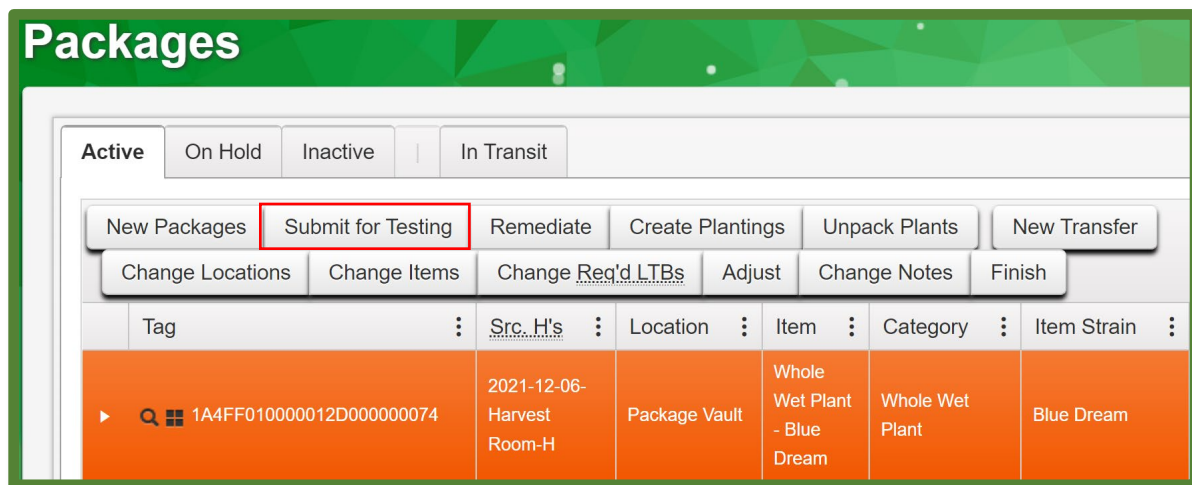 Packages
Active On Hold Inactive | In Transit
New Packages Submit for Testing Remediate Create Plantings Unpack Plants New Transfer
Change Locations Change Items Change Req'd LTBs Adjust Change Notes Finish
Tag Src. H's Location Item Category Item Strain
1A4FF010000012D000000074
2021-12-06-
Harvest
Room-H
Package Vault
Whole
Wet Plant
- Blue
Dream
Whole Wet
Plant
Blue Dream